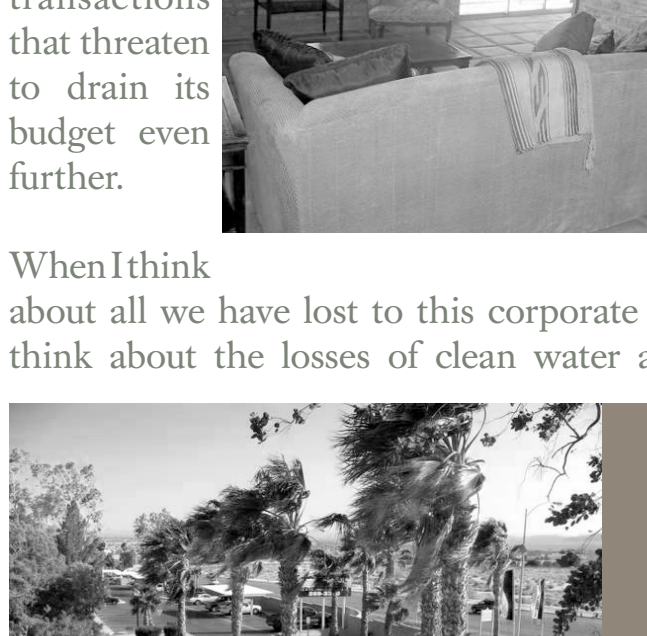 transactions
that threaten
to drain its
budget even
further.
When I think
about all we have lost to this corporate
think about the losses of clean water